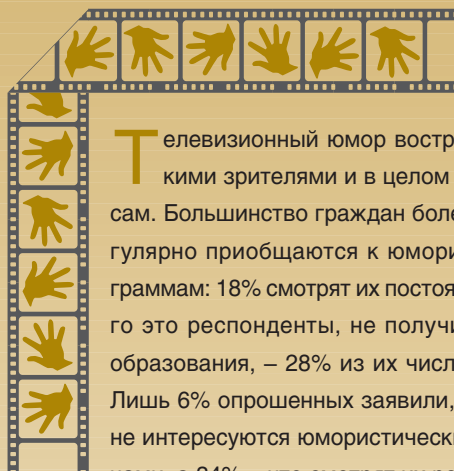 Телевизионный юмор востр
кими зрителями и в целом
сам. Большинство граждан боле
гулярно приобщаются к юмори
граммам: 18% смотрят их постоя
го это респонденты, не получи
образования, – 28% из их числ
Лишь 6% опрошенных заявили,
не интересуются юмористическ